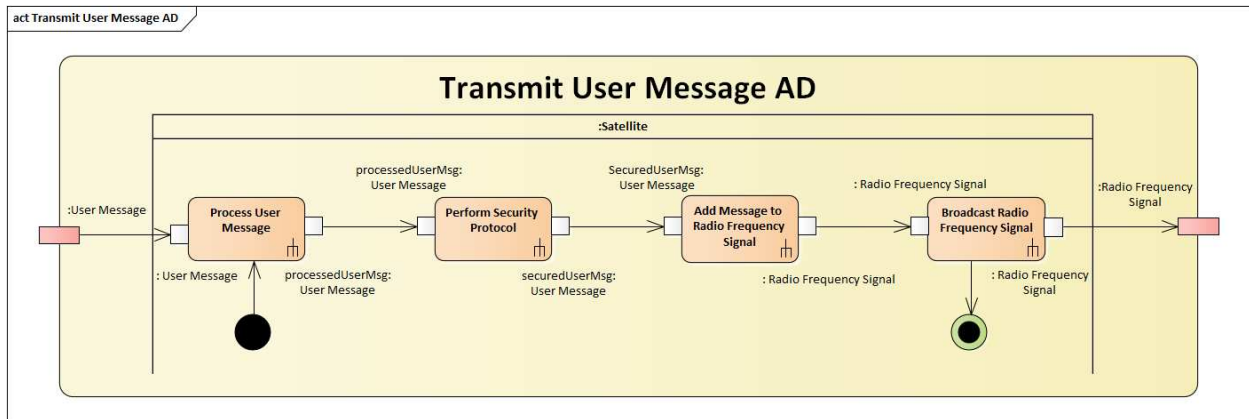 act Transmit User Message AD
Transmit User Message AD
:Satellite
processedUserMsg:
User Message
SecuredUserMsg:
User Message
: Radio Frequency Signal
:Radio Frequency
Signal
:User Message
Process User
Message
Perform Security
Protocol
Add Message to
Radio Frequency
Signal
Broadcast Radio
Frequency Signal
: User Message
processedUserMsg:
User Message
securedUserMsg:
User Message
: Radio Frequency Signal
: Radio Frequency
Signal